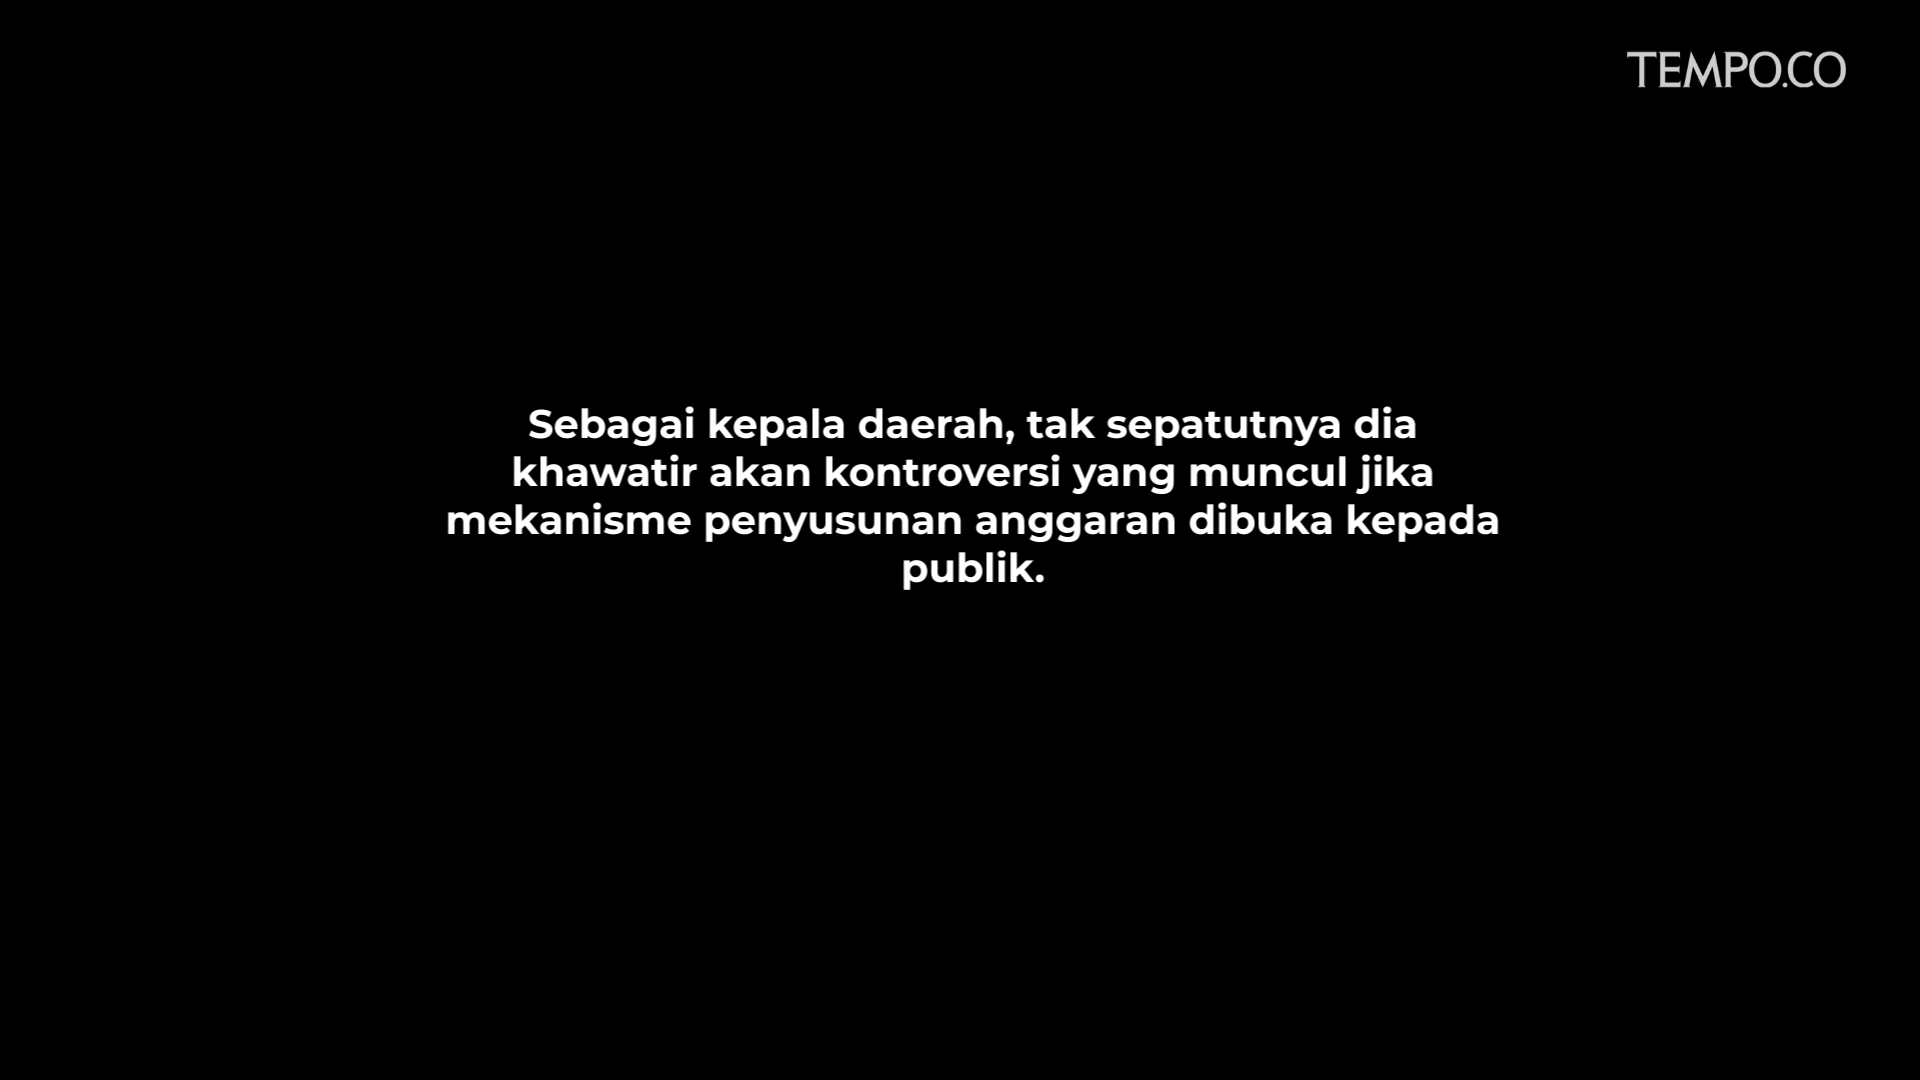 TEMPO.CO
Sebagai kepala daerah, tak sepatutnya dia
khawatir akan kontroversi yang muncul jika
mekanisme penyusunan anggaran dibuka kepada
publik.